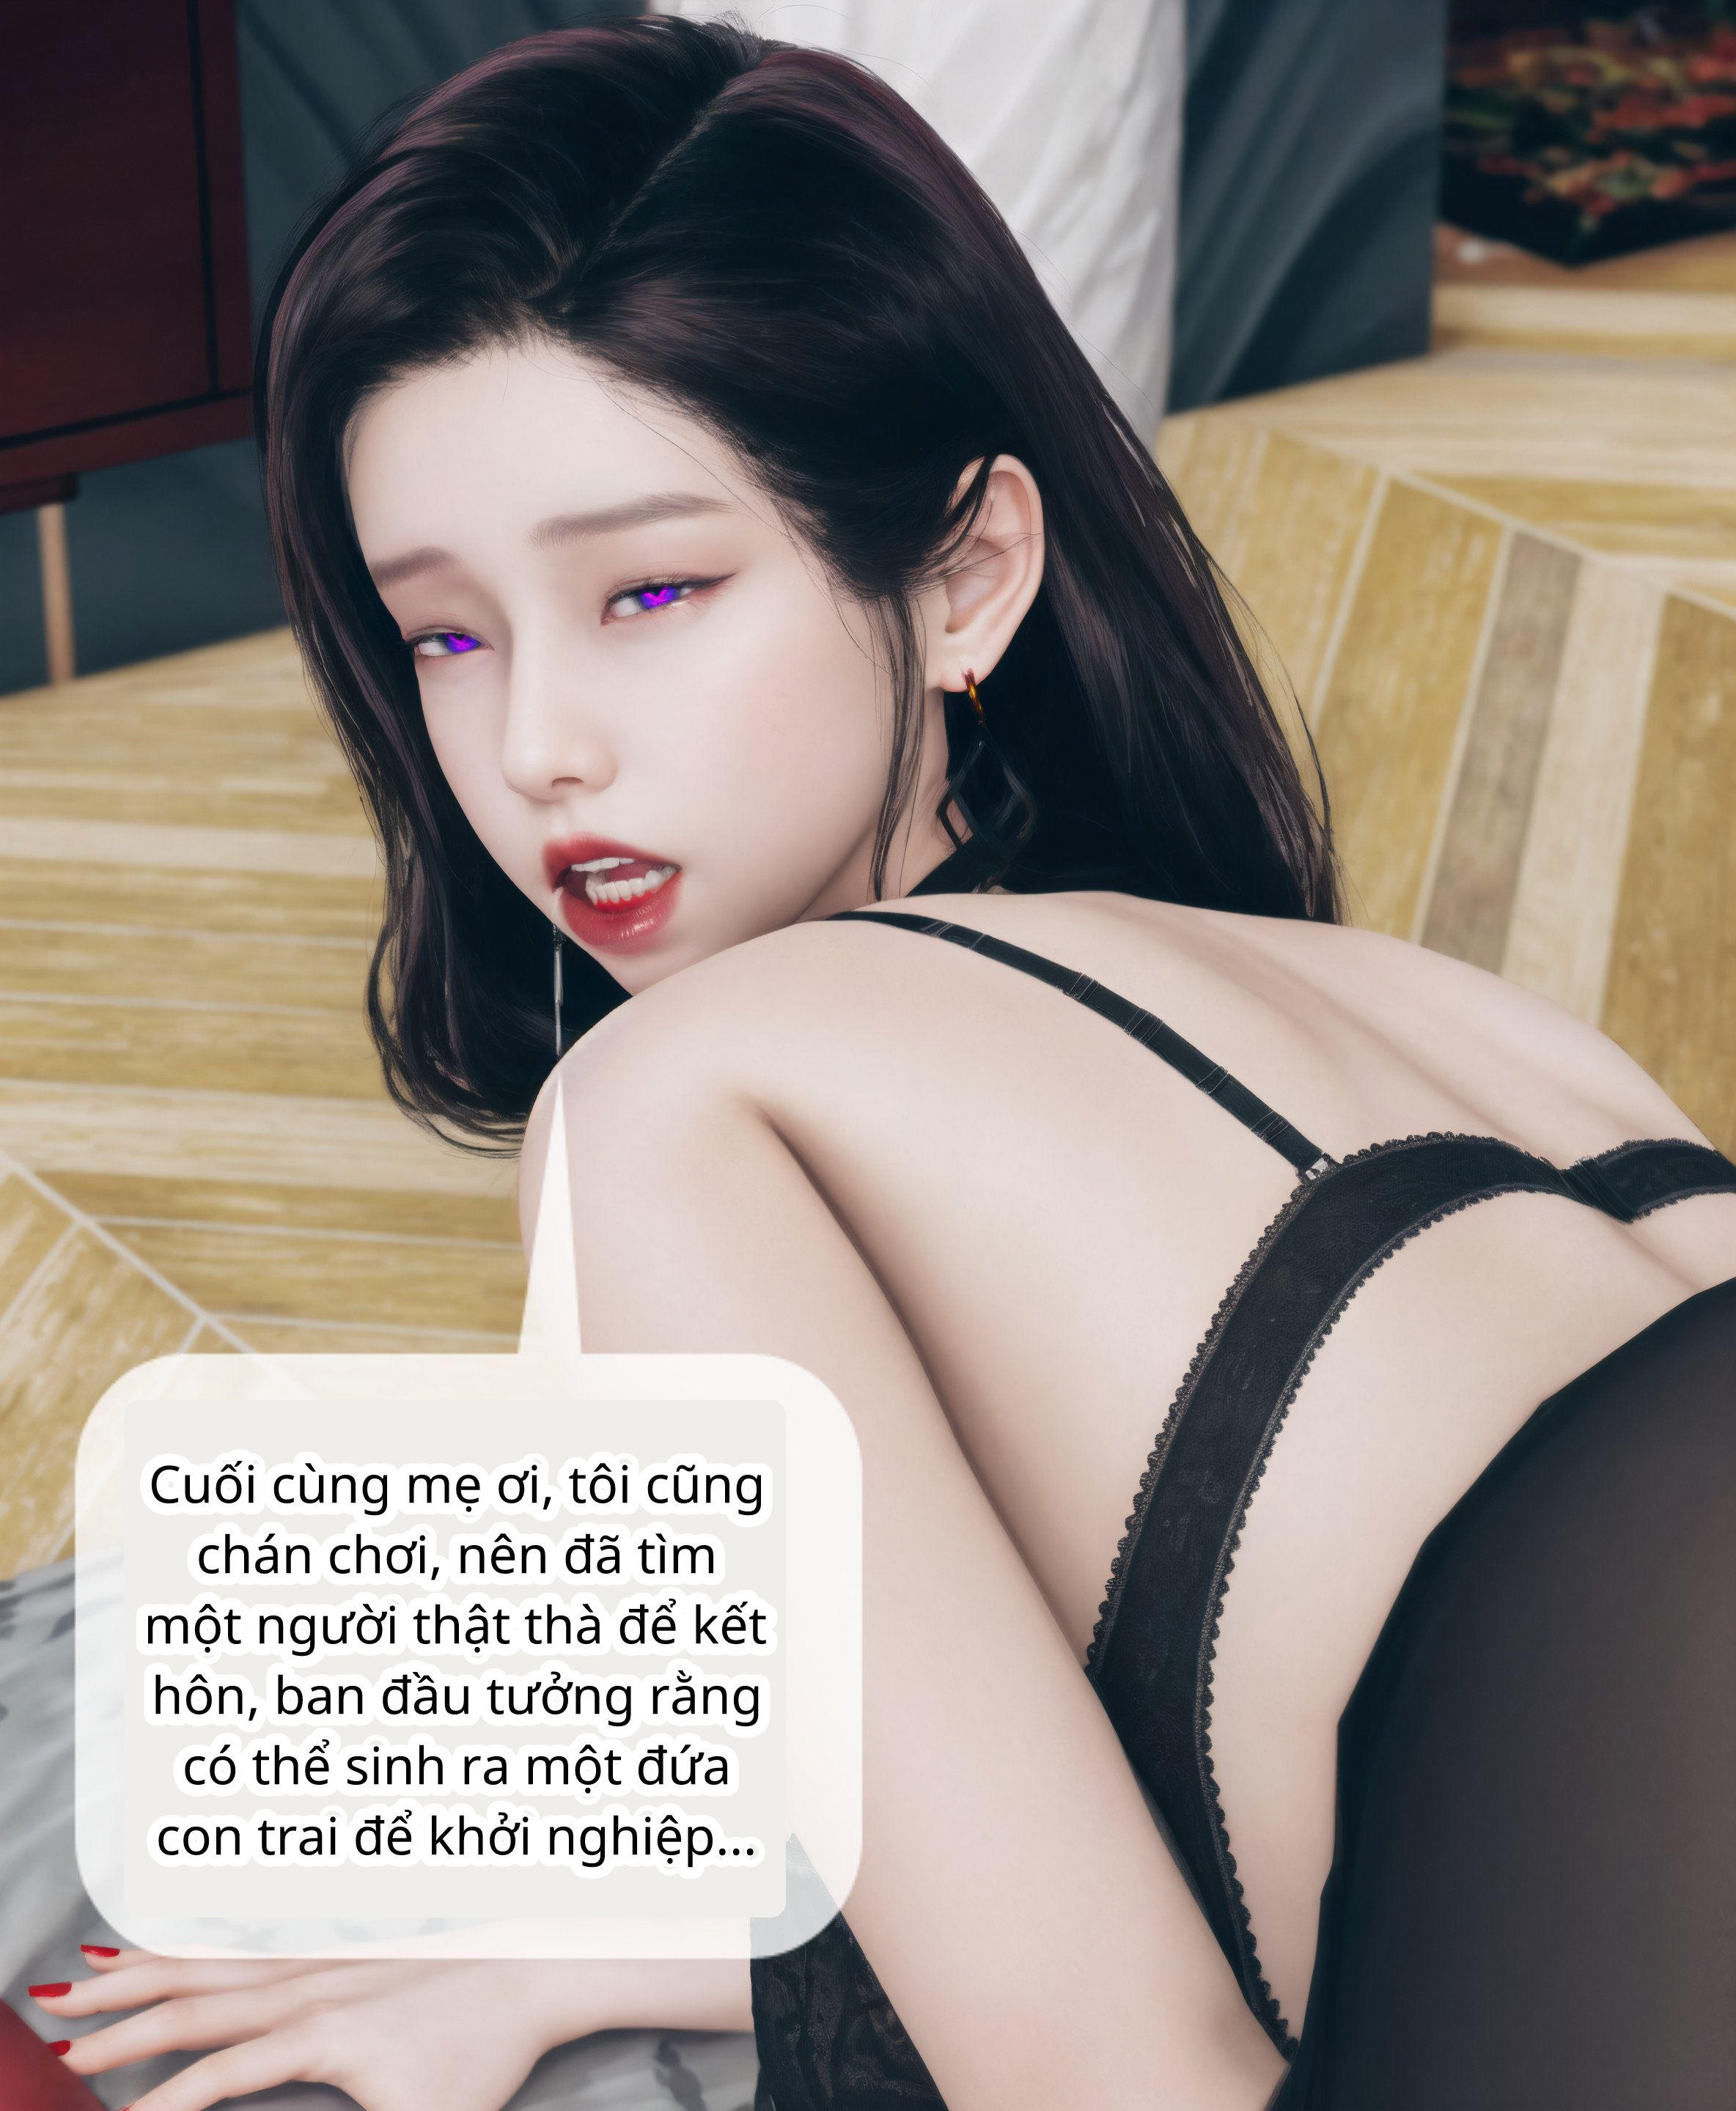 Cuối cùng mẹ ơi, tôi cũng
chán chơi, nên đã tìm
một người thật thà để kết
hôn, ban đầu tưởng rằng
có thể sinh ra một đứa
con trai để khởi nghiệp...